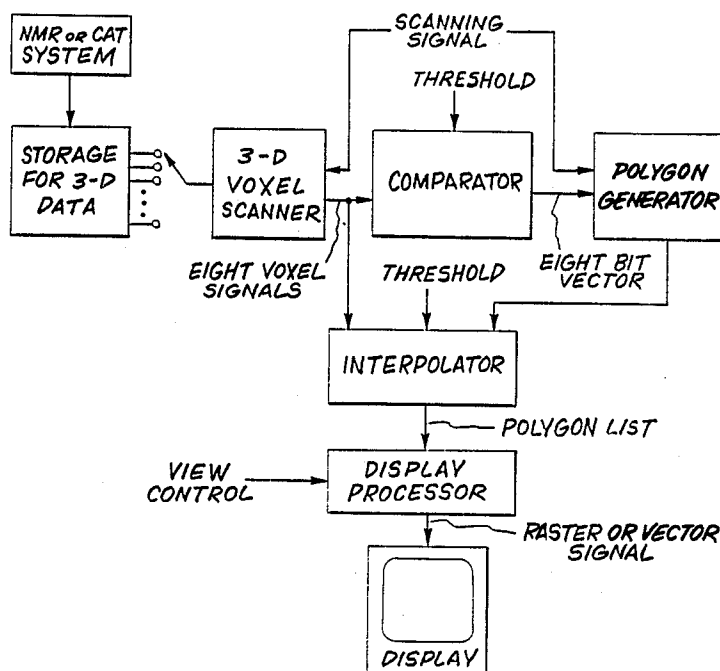 NMR OR CAT
SYSTEM
SCANNING
SIGNAL
THRESHOLD
STORAGE
FOR 3-D
DATA
3-D
VOXEL
SCANNER
COMPARATOR
POLYGON
GENERATOR
EIGHT VOXEL
SIGNALS
THRESHOLD
EIGHT BIT
VECTOR
INTERPOLATOR
POLYGON LIST
VIEW
CONTROL
DISPLAY
PROCESSOR
RASTER OR VECTOR
SIGNAL
DISPLAY